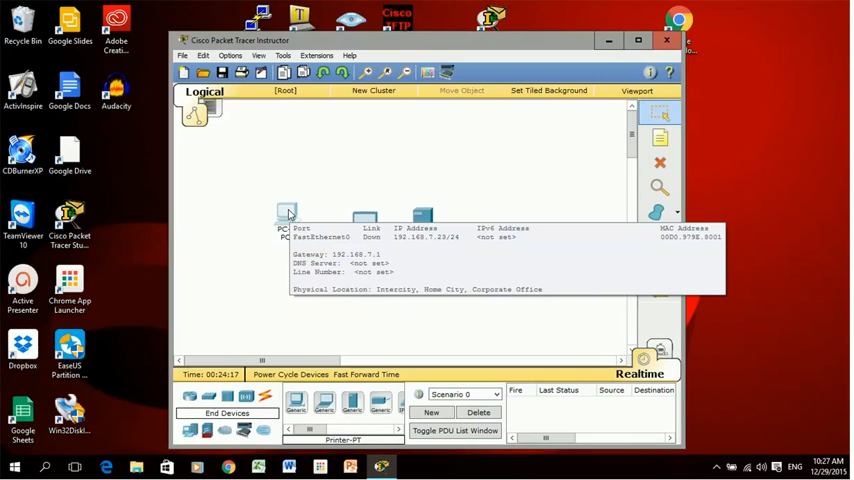 Cisco
SFTP
Recycle Bin
Google Slides
Adobe
Creati...
e
ActivInspire
Google Docs
Audacity
CDBurnerXP
Google Drive
TeamViewer
10
Cisco Packet
Tracer Stu...
Active
Presenter
Chrome App
Launcher
Dropbox
EaseUS
Partition ...
Google
Sheets
Win32DiskI...
Cisco Packet Tracer Instructor
File Edit Options View Tools Extensions Help
Logical [Root] New Cluster Move Object Set Tiled Background Viewport
PC-
PC
Port Link IP Address IPv6 Address MAC Address
FastEthernet0 Down 192.168.7.23/24 <not set> 00D0.979E.8001
Gateway: 192.168.7.1
DNS Server: <not set>
Line Number: <not set>
Physical Location: Intercity, Home City, Corporate Office
Time: 00:24:17 Power Cycle Devices Fast Forward Time Realtime
End Devices
Generic Generic Generic Generic
Printer-PT
Scenario 0
New Delete
Toggle PDU List Window
Fire Last Status Source Destination
ENG
10:27 AM
12/29/2015